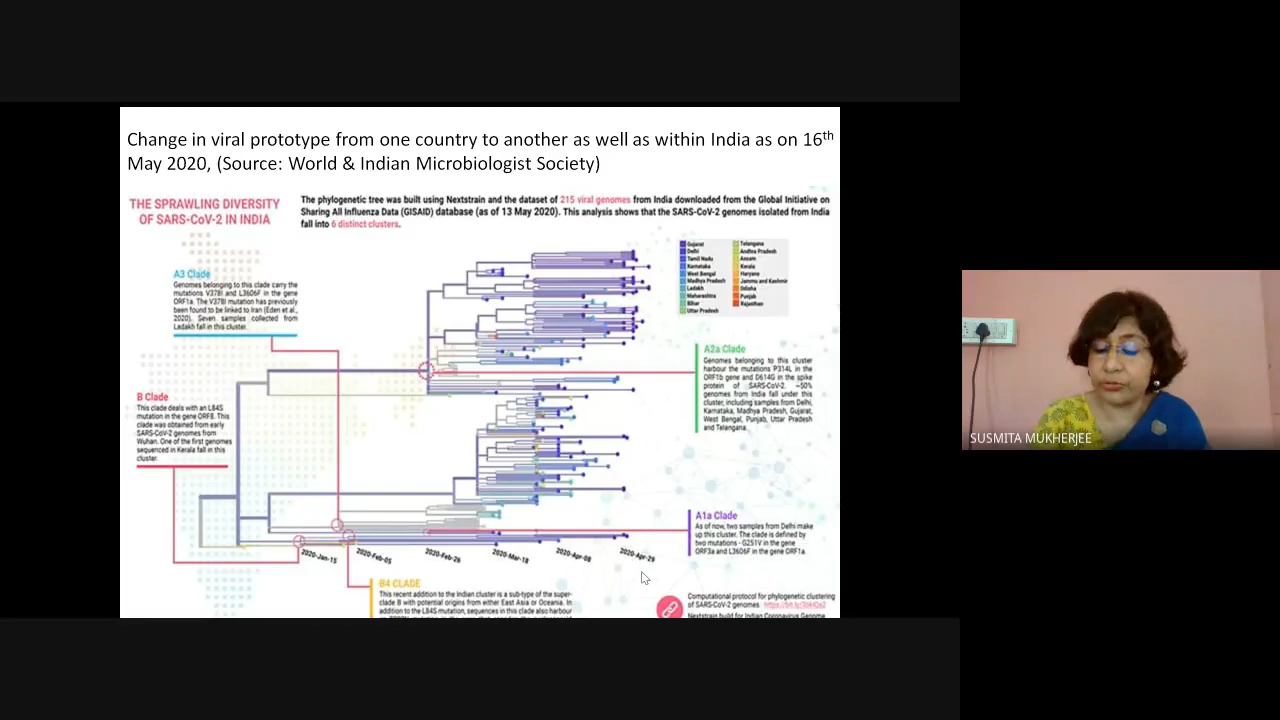 Change in viral prototype from one country to another as well as within India as on 16th
May 2020, (Source: World & Indian Microbiologist Society)
THE SPRAWLING DIVERSITY
OF SARS-CoV-2 IN INDIA
The phylogenetic tree was built using Nextstrain and the dataset of 215 viral genomes from India downloaded from the Global Initiative on
Sharing All Influenza Data (GISAID) database (as of 13 May 2020). This analysis shows that the SARS-CoV-2 genomes isolated from India
fall into 6 distinct clusters.
A3 Clade
Genomes belonging to this clade carry the
mutations V378I and L3606F in the gene
ORF1a. The V378I mutation has previously
been found to be linked to Iran (Eden et al.,
2020). Seven samples collected from
Ladakh fall in this cluster.
B Clade
This clade deals with an L84S
mutation in the gene ORF8. This
clade was obtained from early
SARS-CoV-2 genomes from
Wuhan. One of the first genomes
sequenced in Kerala fall in this
cluster.
Gujarat
Delhi
Tamil Nadu
Karnataka
West Bengal
Madhya Pradesh
Ladakh
Maharashtra
Bihar
Uttar Pradesh
Telangana
Andhra Pradesh
Assam
Kerala
Haryana
Jammu and Kashmir
Odisha
Punjab
Rajasthan
A2a Clade
Genomes belonging to this cluster
harbour the mutations P314L in the
ORF1b gene and D614G in the spike
protein of SARS-CoV-2. ~50%
genomes from India fall under this
cluster, including samples from Delhi,
Karnataka, Madhya Pradesh, Gujarat,
West Bengal, Punjab, Uttar Pradesh
and Telangana.
A1a Clade
As of now, two samples from Delhi make
up this cluster. The clade is defined by
two mutations - G251V in the gene
ORF3a and L3606F in the gene ORF1a.
2020-Jan-15
2020-Feb-05
2020-Feb-26
2020-Mar-18
2020-Apr-08
2020-Apr-29
B4 CLADE
This recent addition to the Indian cluster is a sub-type of the super-
clade B with potential origins from either East Asia or Oceania. In
addition to the L84S mutation, sequences in this clade also harbour
Computational protocol for phylogenetic clustering
of SARS-CoV-2 genomes
Nextstrain build for Indian Coronavirus Genome
SUSMITA MUKHERJEE